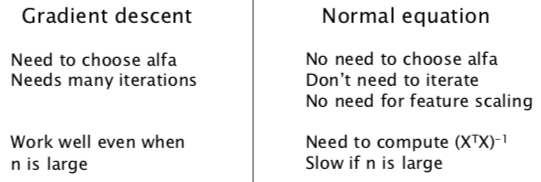 Gradient descent
Need to choose alfa
Needs many iterations
Work well even when
n is large
Normal equation
No need to choose alfa
Don't need to iterate
No need for feature scaling
Need to compute (XᵀX)⁻¹
Slow if n is large